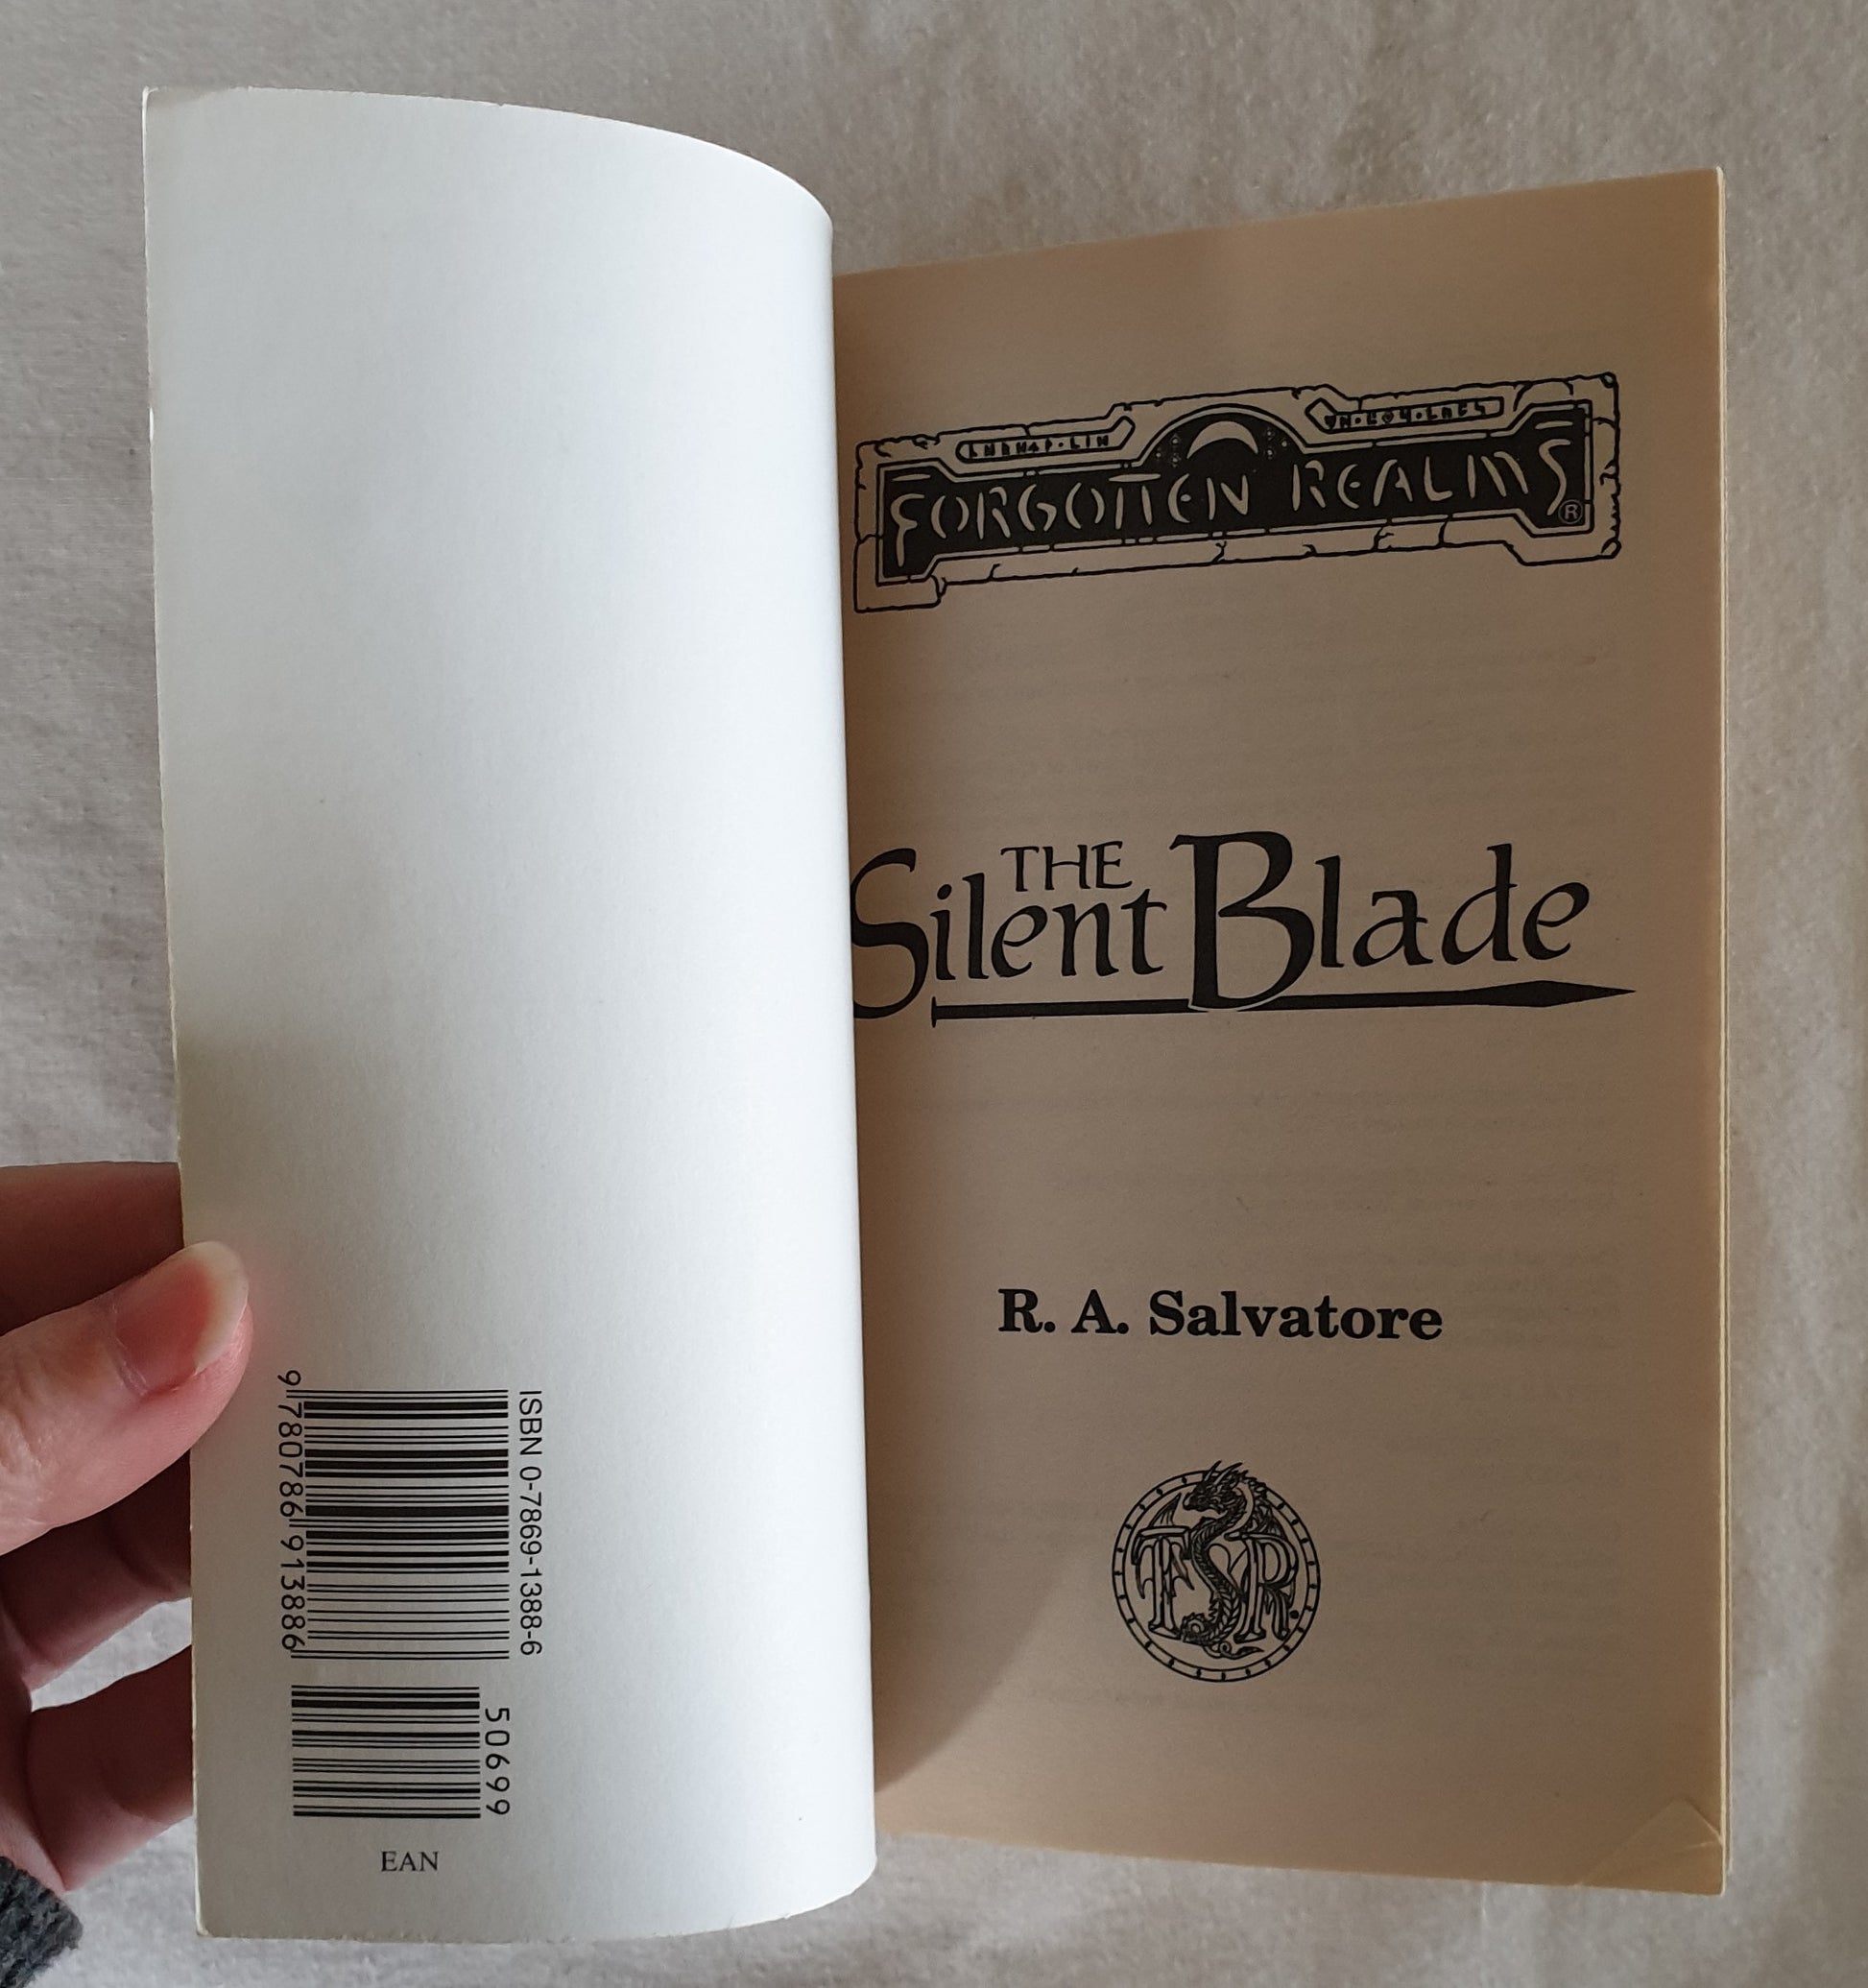 ISBN 0-7869-1388-6
9 780786 913886
50699
EAN
FORGOTTEN REALMS®
THE
Silent Blade
R. A. Salvatore
TSR